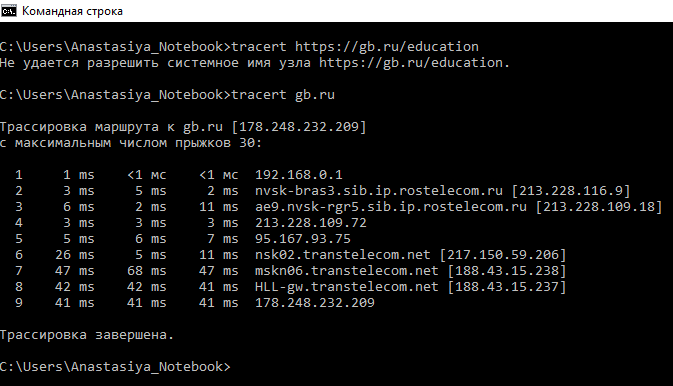 Командная строка
C:\Users\Anastasiya_Notebook>tracert https://gb.ru/education
Не удается разрешить системное имя узла https://gb.ru/education.
C:\Users\Anastasiya_Notebook>tracert gb.ru
Трассировка маршрута к gb.ru [178.248.232.209]
с максимальным числом прыжков 30:
1 1 ms <1 мс <1 мс 192.168.0.1
2 3 ms 5 ms 2 ms nvsk-bras3.sib.ip.rostelecom.ru [213.228.116.9]
3 6 ms 2 ms 11 ms ae9.nvsk-rgr5.sib.ip.rostelecom.ru [213.228.109.18]
4 3 ms 3 ms 3 ms 213.228.109.72
5 5 ms 6 ms 7 ms 95.167.93.75
6 26 ms 5 ms 11 ms nsk02.transtelecom.net [217.150.59.206]
7 47 ms 68 ms 47 ms mskn06.transtelecom.net [188.43.15.238]
8 42 ms 42 ms 41 ms HLL-gw.transtelecom.net [188.43.15.237]
9 41 ms 41 ms 41 ms 178.248.232.209
Трассировка завершена.
C:\Users\Anastasiya_Notebook>